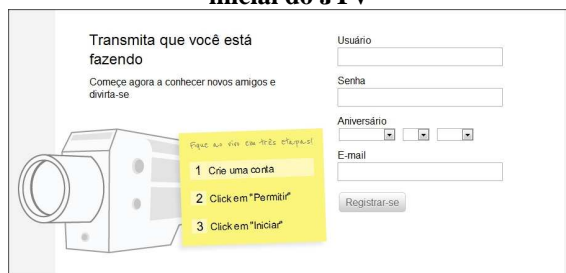 inicial do JTV
Transmita que você está
fazendo
Começe agora a conhecer novos amigos e
divirta-se
Fique ao vivo em três etapas!
1 Crie uma conta
2 Click em "Permitir"
3 Click em "Iniciar"
Usuário
Senha
Aniversário
E-mail
Registrar-se